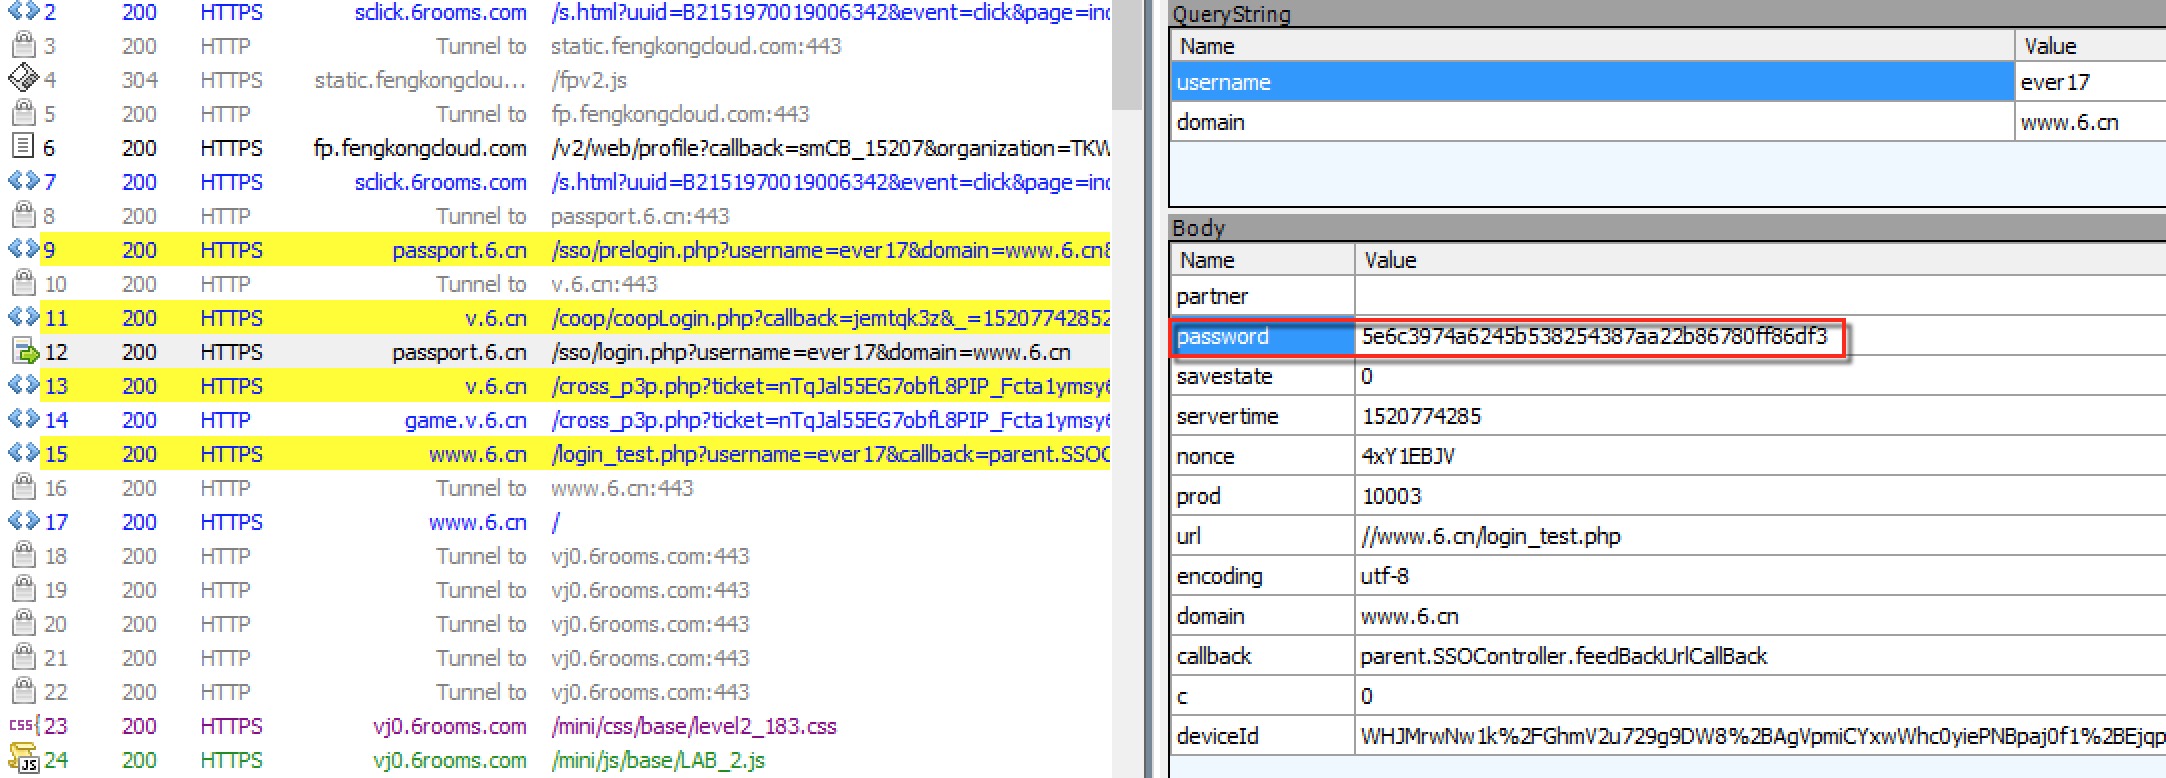 2 200 HTTPS sclick.6rooms.com /s.html?uuid=B2151970019006342&event=click&page=ind
3 200 HTTP Tunnel to static.fengkongcloud.com:443
4 304 HTTPS static.fengkongclou... /fpv2.js
5 200 HTTP Tunnel to fp.fengkongcloud.com:443
6 200 HTTPS fp.fengkongcloud.com /v2/web/profile?callback=smCB_15207&organization=TKW
7 200 HTTPS sclick.6rooms.com /s.html?uuid=B2151970019006342&event=click&page=ind
8 200 HTTP Tunnel to passport.6.cn:443
9 200 HTTPS passport.6.cn /sso/prelogin.php?username=ever17&domain=www.6.cn&
10 200 HTTP Tunnel to v.6.cn:443
11 200 HTTPS v.6.cn /coop/coopLogin.php?callback=jemtqk3z&_=15207742852
12 200 HTTPS passport.6.cn /sso/login.php?username=ever17&domain=www.6.cn
13 200 HTTPS v.6.cn /cross_p3p.php?ticket=nTqJal55EG7obfL8PIP_Fcta1ymsy6
14 200 HTTP game.v.6.cn /cross_p3p.php?ticket=nTqJal55EG7obfL8PIP_Fcta1ymsy6
15 200 HTTPS www.6.cn /login_test.php?username=ever17&callback=parent.SSOC
16 200 HTTP Tunnel to www.6.cn:443
17 200 HTTPS www.6.cn /
18 200 HTTP Tunnel to vj0.6rooms.com:443
19 200 HTTP Tunnel to vj0.6rooms.com:443
20 200 HTTP Tunnel to vj0.6rooms.com:443
21 200 HTTP Tunnel to vj0.6rooms.com:443
22 200 HTTP Tunnel to vj0.6rooms.com:443
css 23 200 HTTPS vj0.6rooms.com /mini/css/base/level2_183.css
JS 24 200 HTTPS vj0.6rooms.com /mini/js/base/LAB_2.js
QueryString
Name Value
username ever17
domain www.6.cn
Body
Name Value
partner
password 5e6c3974a6245b538254387aa22b86780ff86df3
savestate 0
servertime 1520774285
nonce 4xY1EBJV
prod 10003
url //www.6.cn/login_test.php
encoding utf-8
domain www.6.cn
callback parent.SSOController.feedBackUrlCallBack
c 0
deviceId WHJMrwNw1k%2FGhmV2u729g9DW8%2BAgVpmiCYxwWhc0yiePNBpaj0f1%2BEjqp